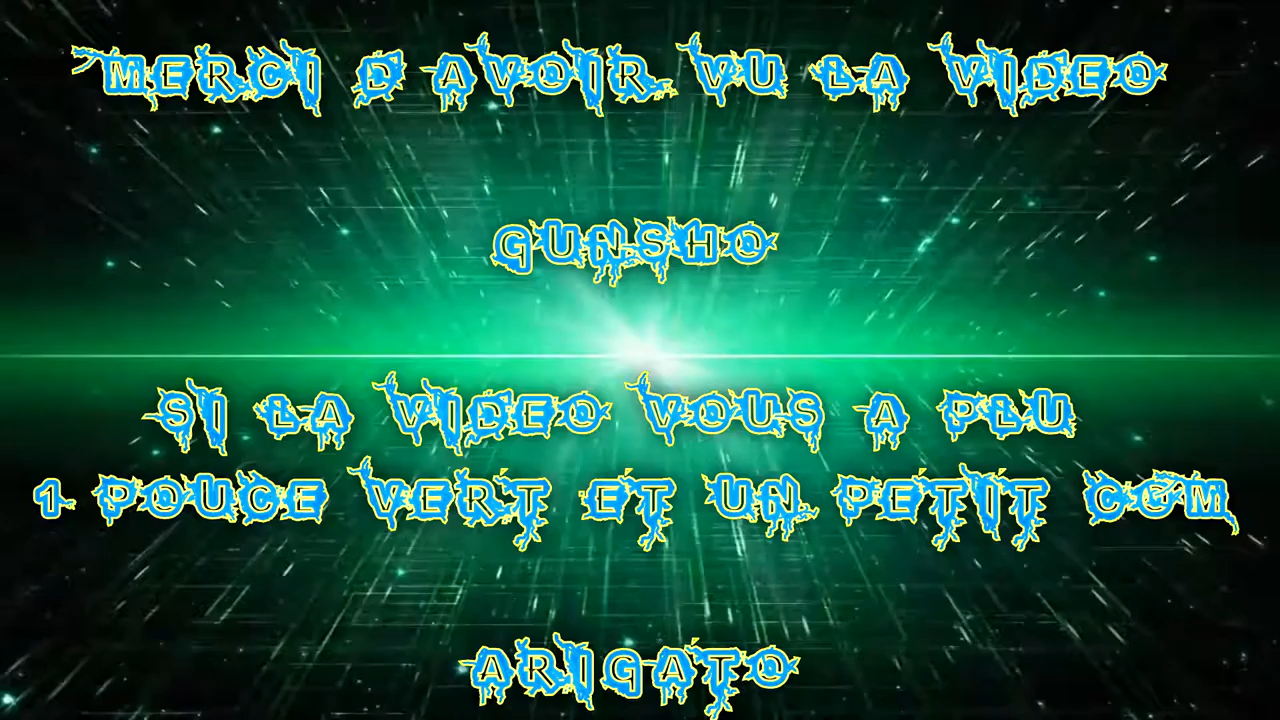 MERCI D AVOIR VU LA VIDEO
GUNSHO
SI LA VIDEO VOUS A PLU
1 POUCE VERT ET UN PETIT COM
ARIGATO